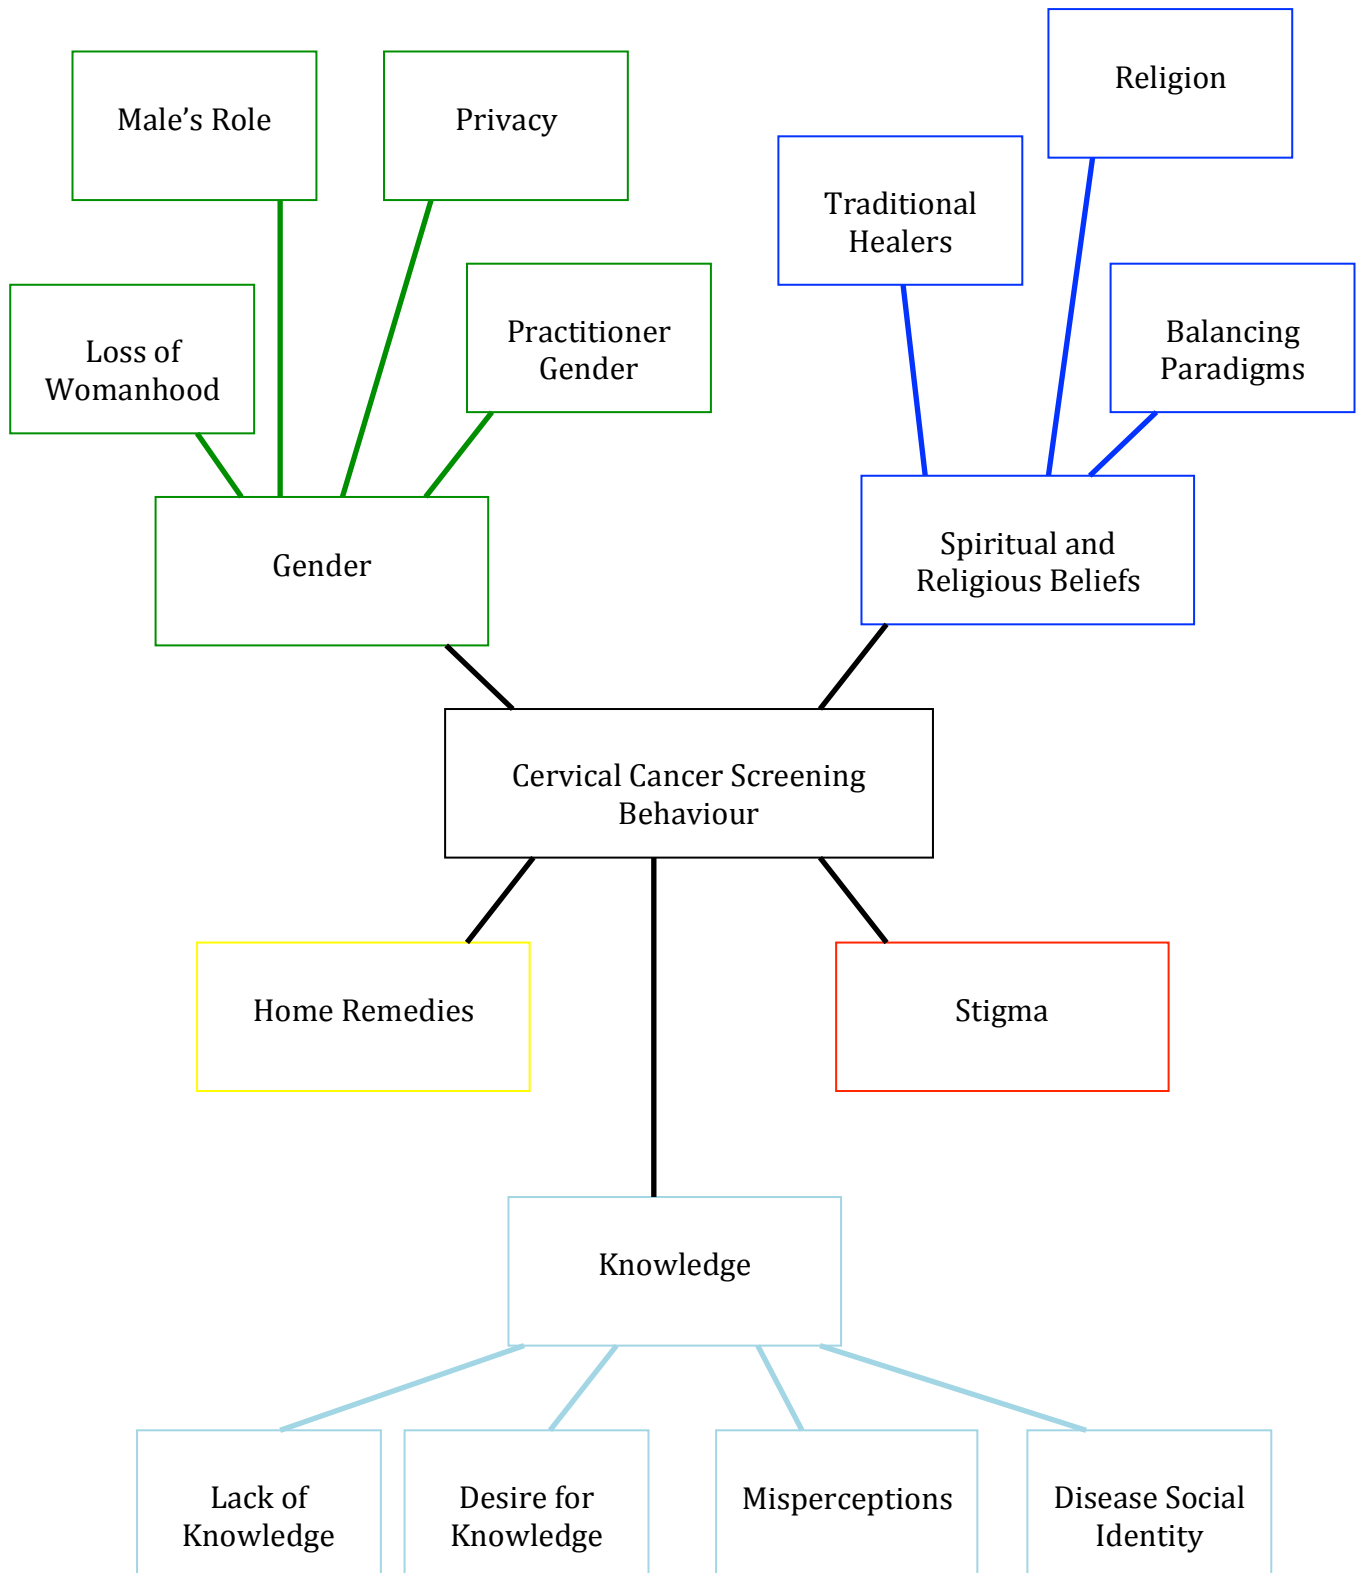 Religion
Male’s Role
Privacy
Traditional
Healers
Loss of
Womanhood
Practitioner
Gender
Balancing
Paradigms
Gender
Spiritual and
Religious Beliefs
Cervical Cancer Screening
Behaviour
Home Remedies
Stigma
Knowledge
Lack of
Knowledge
Desire for
Knowledge
Misperceptions
Disease Social
Identity